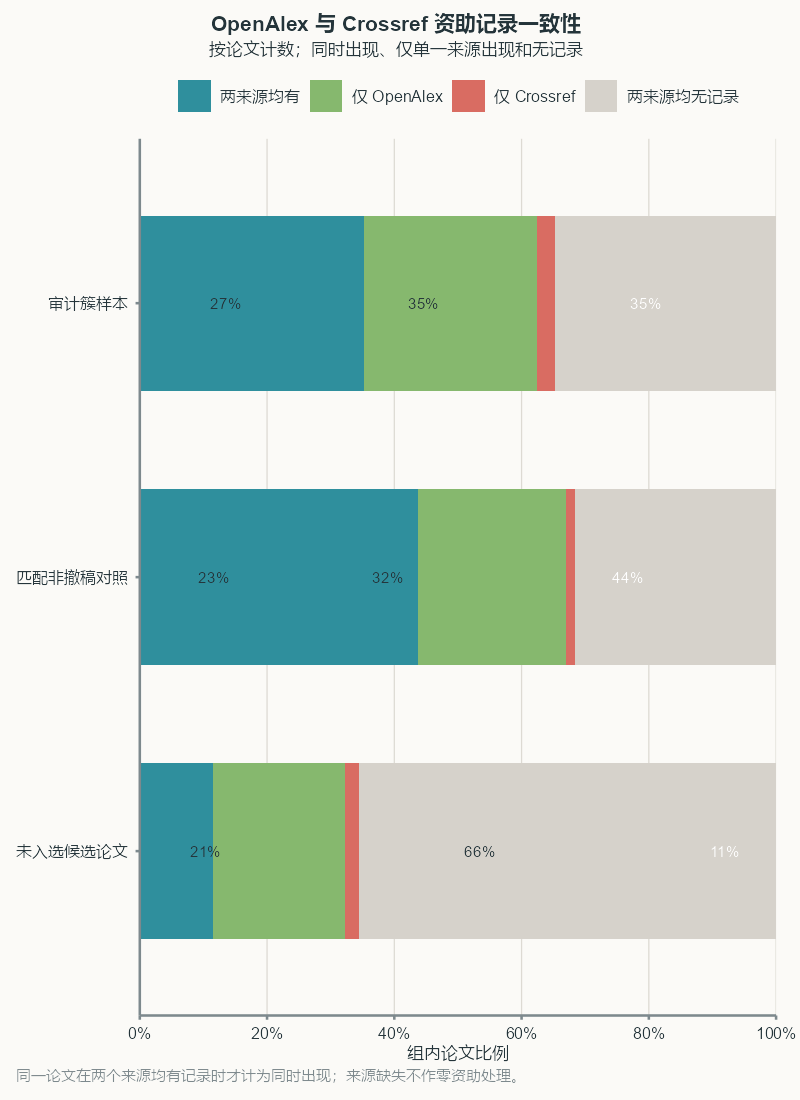 OpenAlex 与 Crossref 资助记录一致性
按论文计数；同时出现、仅单一来源出现和无记录
两来源均有 仅 OpenAlex 仅 Crossref 两来源均无记录
审计簇样本 27% 35% 35%
匹配非撤稿对照 23% 32% 44%
未入选候选论文 21% 66% 11%
0% 20% 40% 60% 80% 100%
组内论文比例
同一论文在两个来源均有记录时才计为同时出现；来源缺失不作零资助处理。